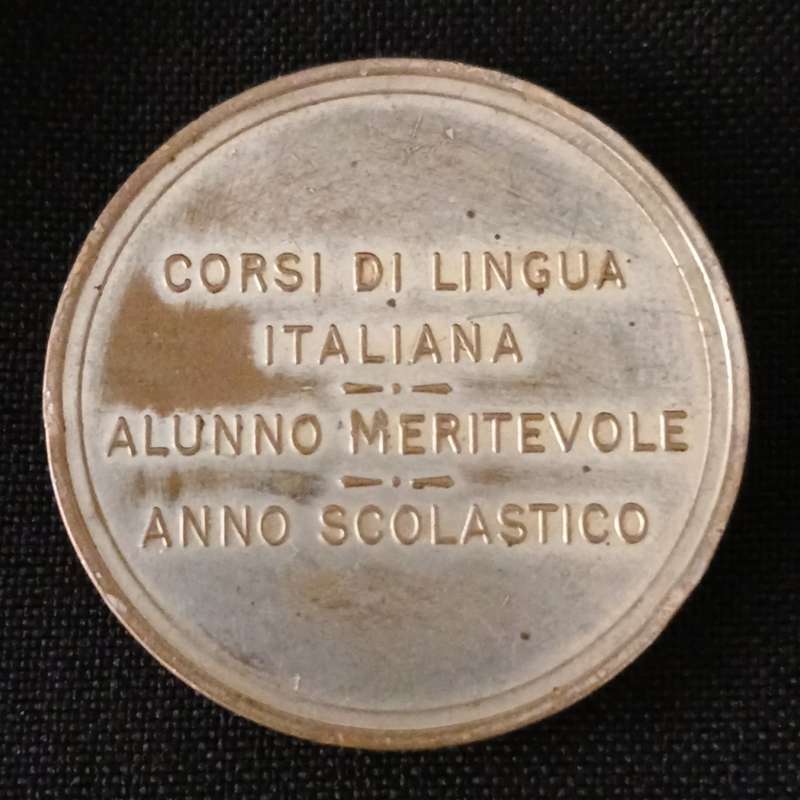 CORSI DI LINGUA
ITALIANA
ALUNNO MERITEVOLE
ANNO SCOLASTICO